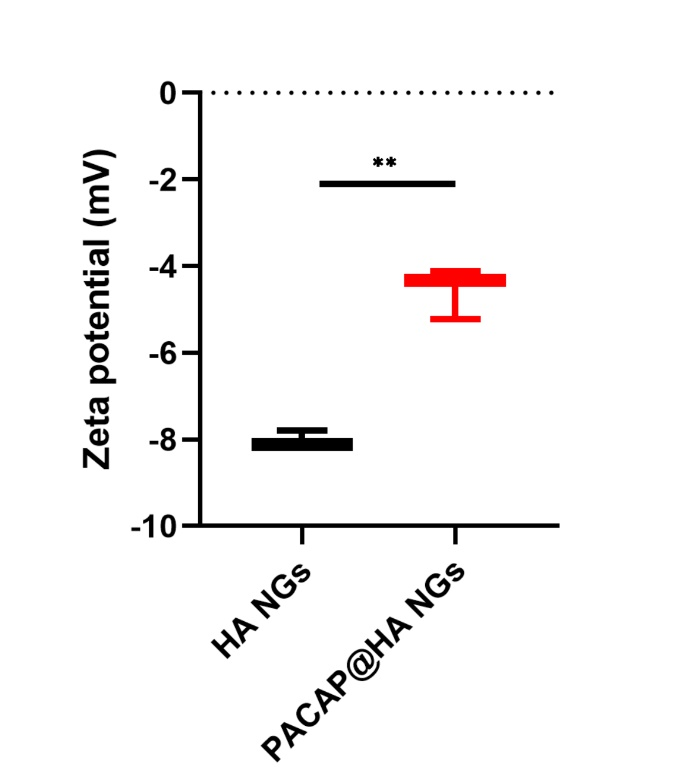 Zeta potential (mV)
0
-2
-4
-6
-8
-10
**
HA NGs
PACAP@HA NGs